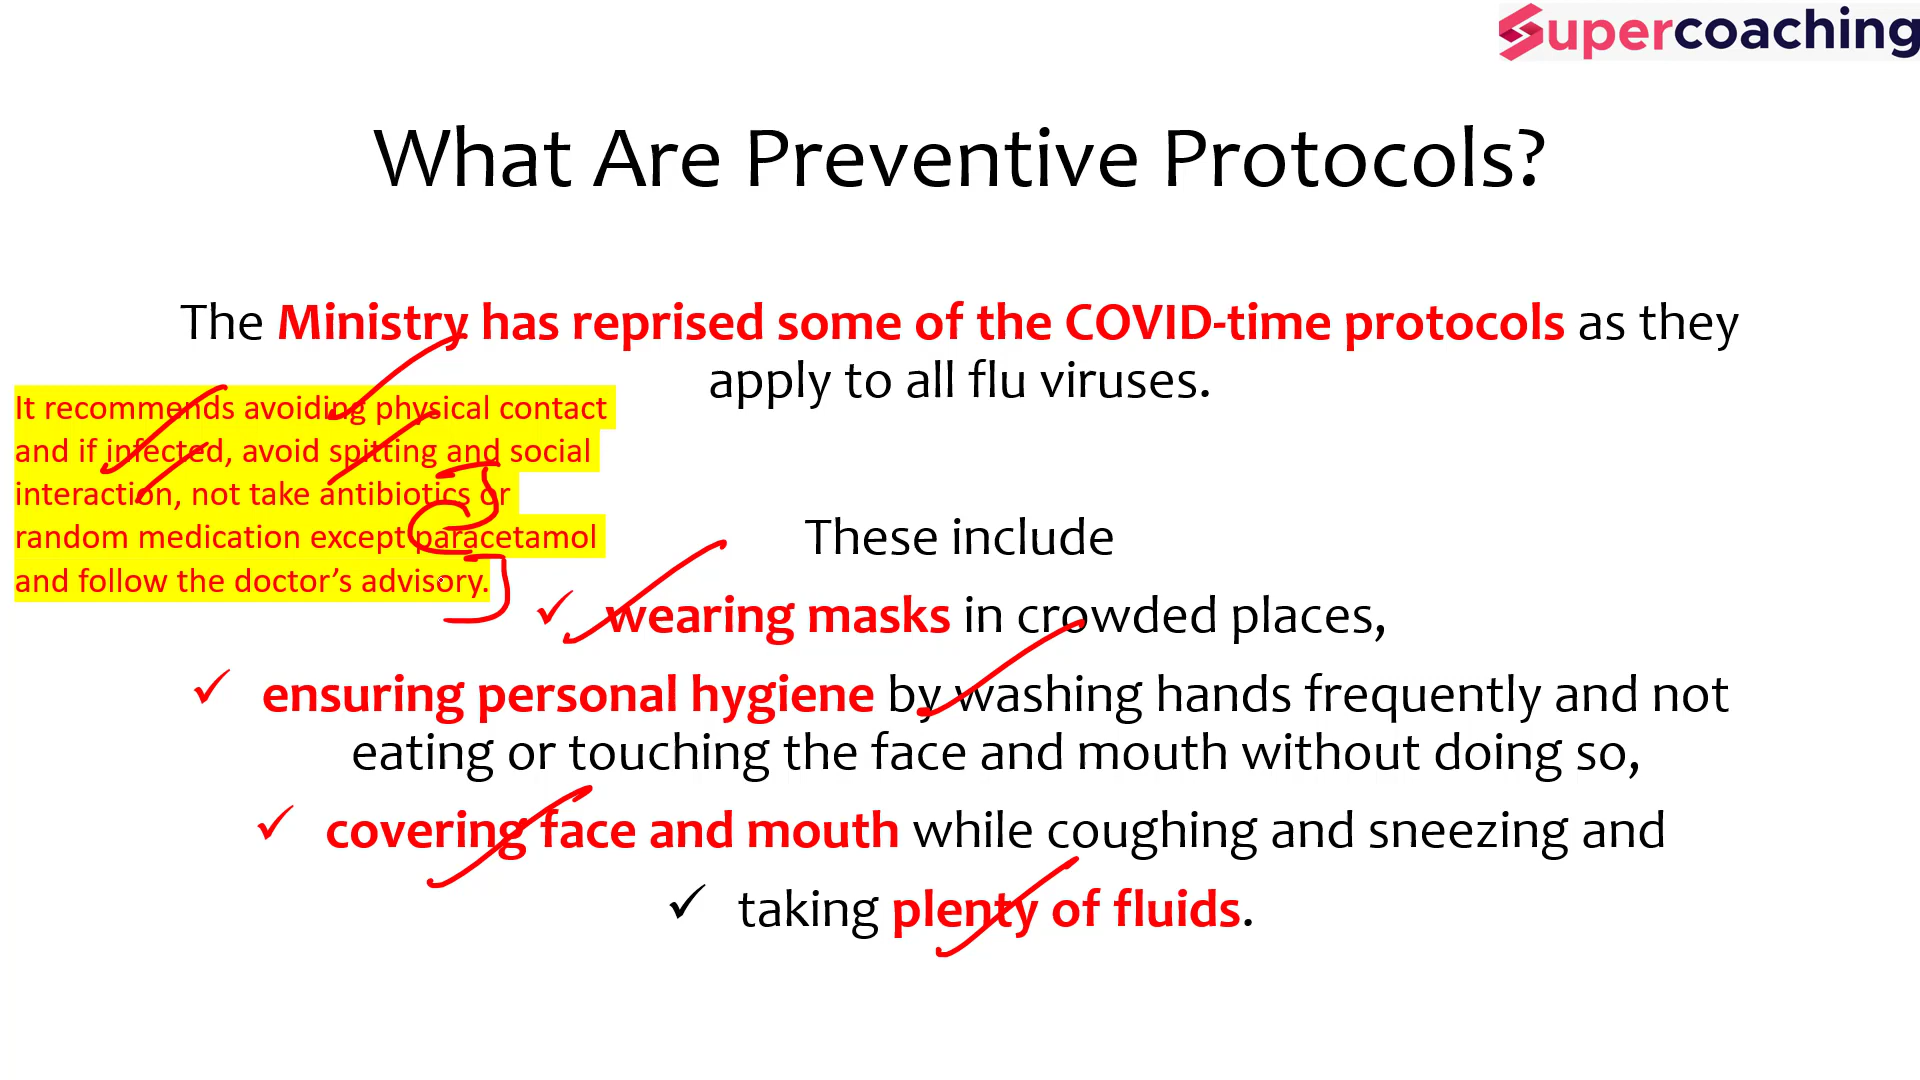 Supercoaching
What Are Preventive Protocols?
The Ministry has reprised some of the COVID-time protocols as they
apply to all flu viruses.
It recommends avoiding physical contact
and if infected, avoid spitting and social
interaction, not take antibiotics or
random medication except paracetamol
and follow the doctor’s advisory.
These include
✓ wearing masks in crowded places,
✓ ensuring personal hygiene by washing hands frequently and not
eating or touching the face and mouth without doing so,
✓ covering face and mouth while coughing and sneezing and
✓ taking plenty of fluids.